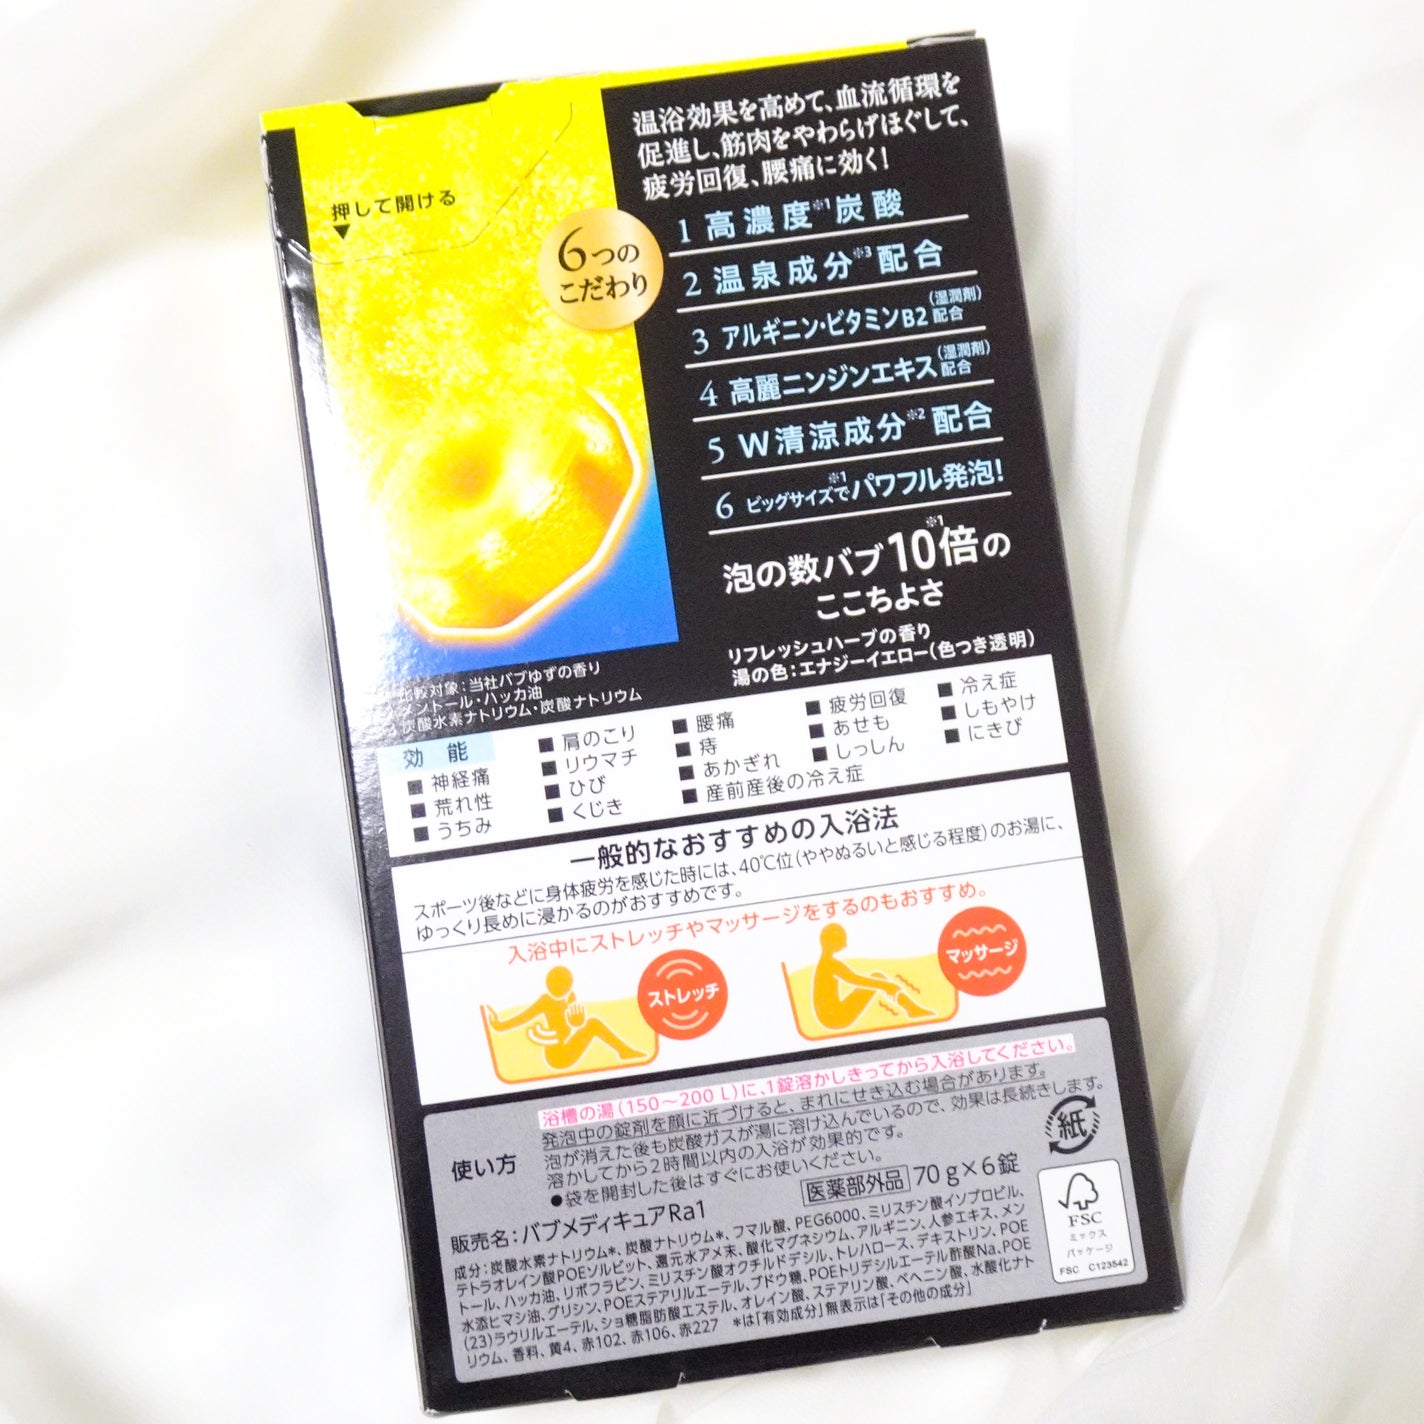 押して開ける
6つの
こだわり
温浴効果を高めて、血流循環を
促進し、筋肉をやわらげほぐして、
疲労回復、腰痛に効く!
1 高濃度※1炭酸
2 温泉成分※3配合
3 アルギニン・ビタミンB2(湿潤剤)配合
4 高麗ニンジンエキス(湿潤剤)配合
5 W清涼成分※2配合
6 ビッグサイズで※1パワフル発泡!
泡の数バブ10倍※1の
ここちよさ
リフレッシュハーブの香り
湯の色:エナジーイエロー(色つき透明)
比較対象:当社バブゆずの香り
メントール・ハッカ油
炭酸水素ナトリウム・炭酸ナトリウム
効能
■神経痛
■荒れ性
■うちみ
■肩のこり
■リウマチ
■ひび
■くじき
■腰痛
■痔
■あかぎれ
■産前産後の冷え症
■疲労回復
■あせも
■しっしん
■冷え症
■しもやけ
■にきび
一般的なおすすめの入浴法
スポーツ後などに身体疲労を感じた時には、40℃位(ややぬるいと感じる程度)のお湯に、
ゆっくり長めに浸かるのがおすすめです。
入浴中にストレッチやマッサージをするのもおすすめ。
ストレッチ
マッサージ
使い方
浴槽の湯(150～200L)に、1錠溶かしきってから入浴してください。
発泡中の錠剤を顔に近づけると、まれにせき込む場合があります。
泡が消えた後も炭酸ガスが湯に溶け込んでいるので、効果は長続きします。
溶かしてから2時間以内の入浴が効果的です。
●袋を開封した後はすぐにお使いください。
紙
販売名:バブメディキュアRa1
医薬部外品 70g×6錠
成分:炭酸水素ナトリウム*、炭酸ナトリウム*、フマル酸、PEG6000、ミリスチン酸イソプロピル、
テトラオレイン酸POEソルビット、還元水アメ末、酸化マグネシウム、アルギニン、人参エキス、メン
トール、ハッカ油、リボフラビン、ミリスチン酸オクチルドデシル、トレハロース、デキストリン、POE
水添ヒマシ油、グリシン、POEステアリルエーテル、ブドウ糖、POEトリデシルエーテル酢酸Na、POE
(23)ラウリルエーテル、ショ糖脂肪酸エステル、オレイン酸、ステアリン酸、ベヘニン酸、水酸化ナト
リウム、香料、黄4、赤102、赤106、赤227 *は「有効成分」無表示は「その他の成分」
FSC
ミックス
パッケージ
FSC C123542